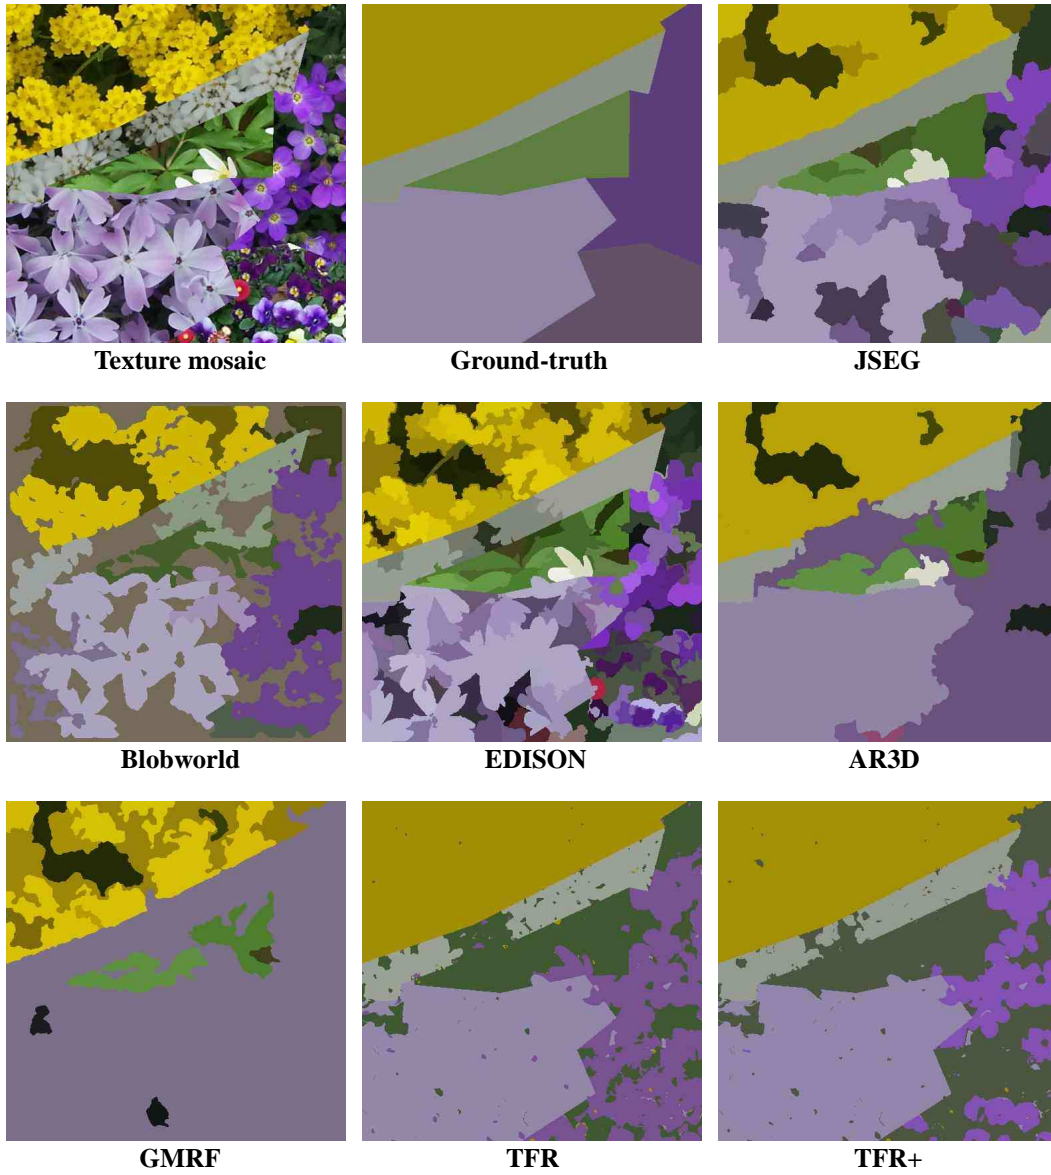 Texture mosaic
Ground-truth
JSEG
Blobworld
EDISON
AR3D
GMRF
TFR
TFR+